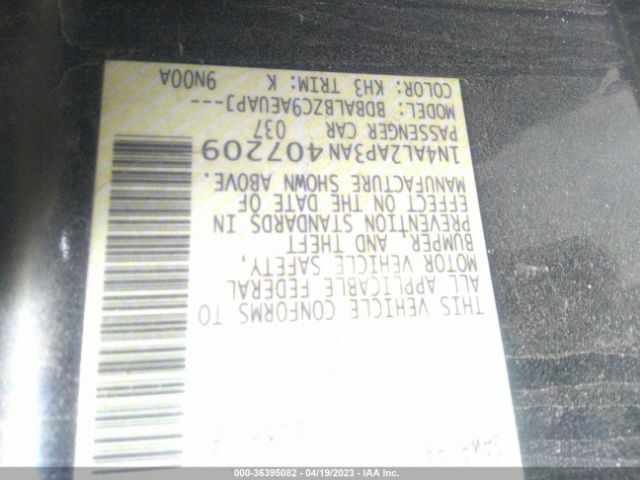 THIS VEHICLE CONFORMS TO
ALL APPLICABLE FEDERAL
MOTOR VEHICLE SAFETY,
BUMPER, AND THEFT
PREVENTION STANDARDS IN
EFFECT ON THE DATE OF
MANUFACTURE SHOWN ABOVE.
1N4AL2AP3AN407209
PASSENGER CAR 037
MODEL: BDBALBZC9AEUAPJ---
COLOR: KH3 TRIM: K 9N00A
000-36395082 - 04/19/2023 - IAA Inc.